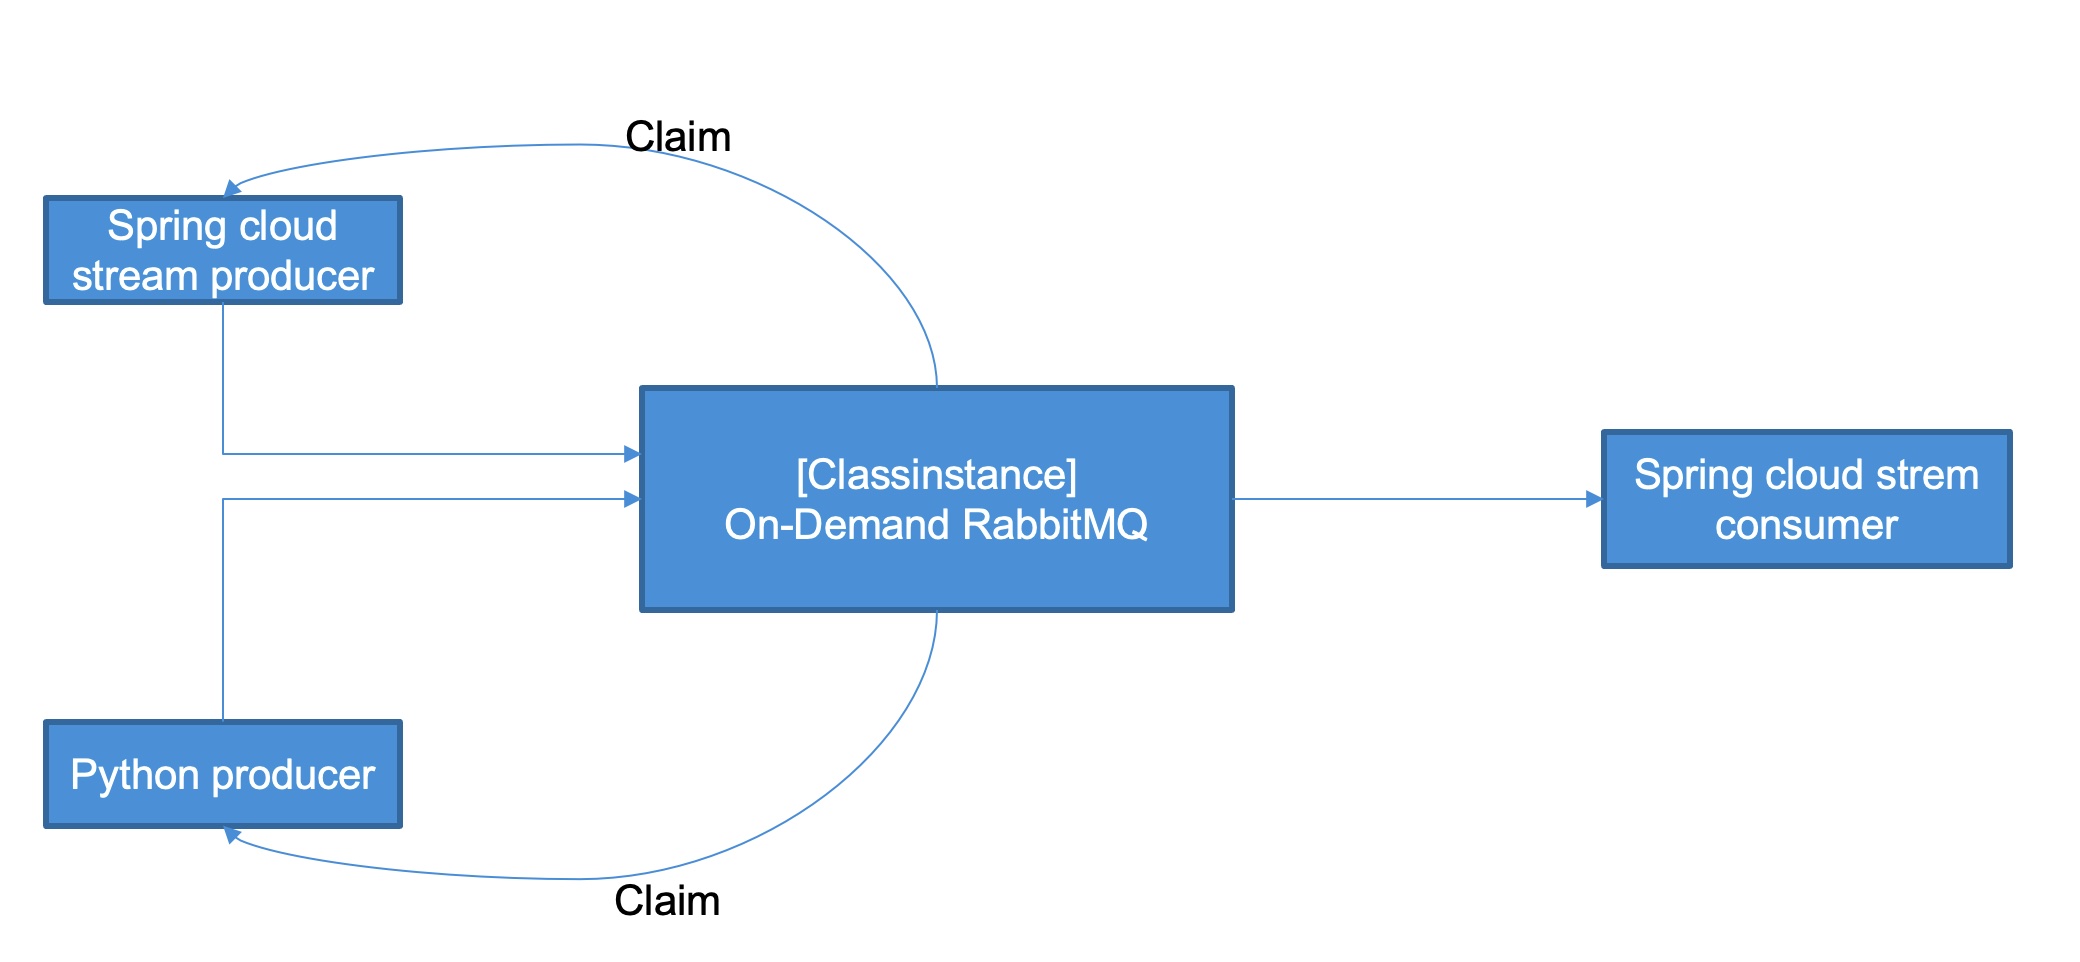 Claim
Spring cloud
stream producer
[Classinstance]
On-Demand RabbitMQ
Spring cloud strem
consumer
Python producer
Claim